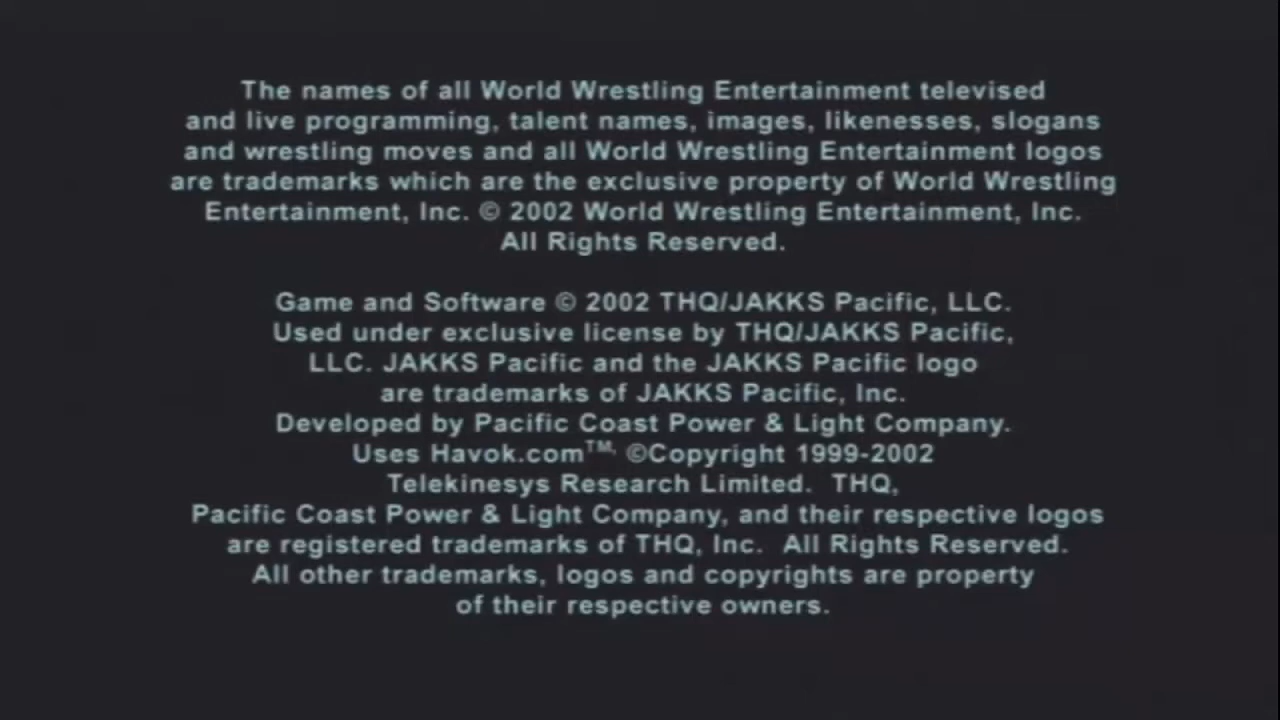 The names of all World Wrestling Entertainment televised
and live programming, talent names, images, likenesses, slogans
and wrestling moves and all World Wrestling Entertainment logos
are trademarks which are the exclusive property of World Wrestling
Entertainment, Inc. © 2002 World Wrestling Entertainment, Inc.
All Rights Reserved.
Game and Software © 2002 THQ/JAKKS Pacific, LLC.
Used under exclusive license by THQ/JAKKS Pacific,
LLC. JAKKS Pacific and the JAKKS Pacific logo
are trademarks of JAKKS Pacific, Inc.
Developed by Pacific Coast Power & Light Company.
Uses Havok.com™. ©Copyright 1999-2002
Telekinesys Research Limited.  THQ,
Pacific Coast Power & Light Company, and their respective logos
are registered trademarks of THQ, Inc.  All Rights Reserved.
All other trademarks, logos and copyrights are property
of their respective owners.